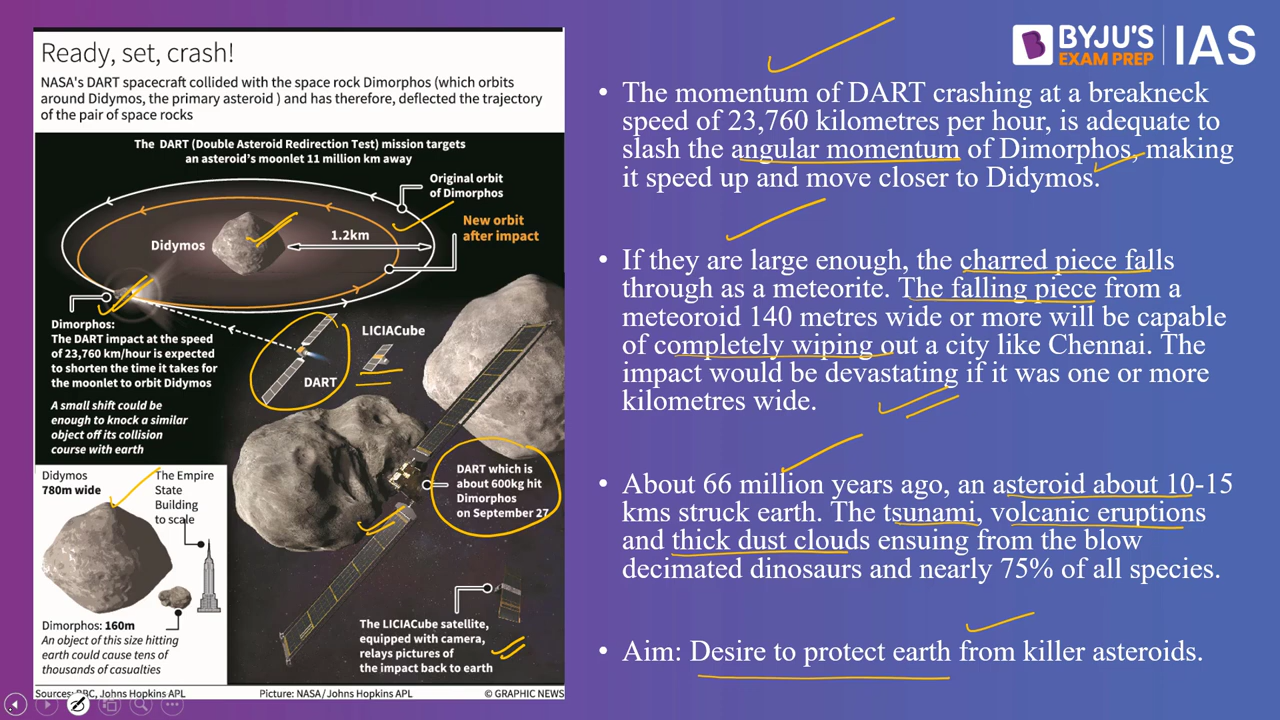 Ready, set, crash!
NASA's DART spacecraft collided with the space rock Dimorphos (which orbits
around Didymos, the primary asteroid ) and has therefore, deflected the trajectory
of the pair of space rocks
The DART (Double Asteroid Redirection Test) mission targets
an asteroid's moonlet 11 million km away
Original orbit
of Dimorphos
New orbit
after impact
Didymos
1.2km
Dimorphos:
The DART impact at the speed
of 23,760 km/hour is expected
to shorten the time it takes for
the moonlet to orbit Didymos
A small shift could be
enough to knock a similar
object off its collision
course with earth
LICIACube
DART
DART which is
about 600kg hit
Dimorphos
on September 27
Didymos
780m wide
The Empire
State
Building
to scale
Dimorphos: 160m
An object of this size hitting
earth could cause tens of
thousands of casualties
The LICIACube satellite,
equipped with camera,
relays pictures of
the impact back to earth
Sources: BBC, Johns Hopkins APL
Picture: NASA/Johns Hopkins APL
© GRAPHIC NEWS
BYJU'S
EXAM PREP
IAS
• The momentum of DART crashing at a breakneck
speed of 23,760 kilometres per hour, is adequate to
slash the angular momentum of Dimorphos, making
it speed up and move closer to Didymos.
• If they are large enough, the charred piece falls
through as a meteorite. The falling piece from a
meteoroid 140 metres wide or more will be capable
of completely wiping out a city like Chennai. The
impact would be devastating if it was one or more
kilometres wide.
• About 66 million years ago, an asteroid about 10-15
kms struck earth. The tsunami, volcanic eruptions
and thick dust clouds ensuing from the blow
decimated dinosaurs and nearly 75% of all species.
• Aim: Desire to protect earth from killer asteroids.